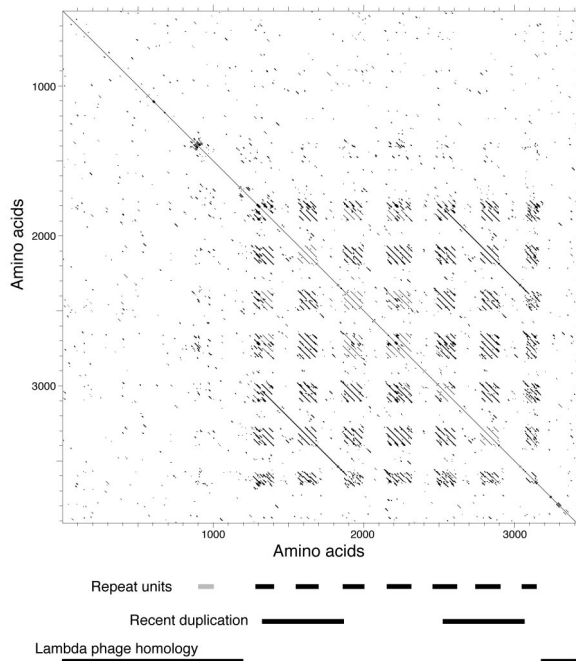 1000
2000
3000
Amino acids
1000
2000
3000
Amino acids
Repeat units
Recent duplication
Lambda phage homology